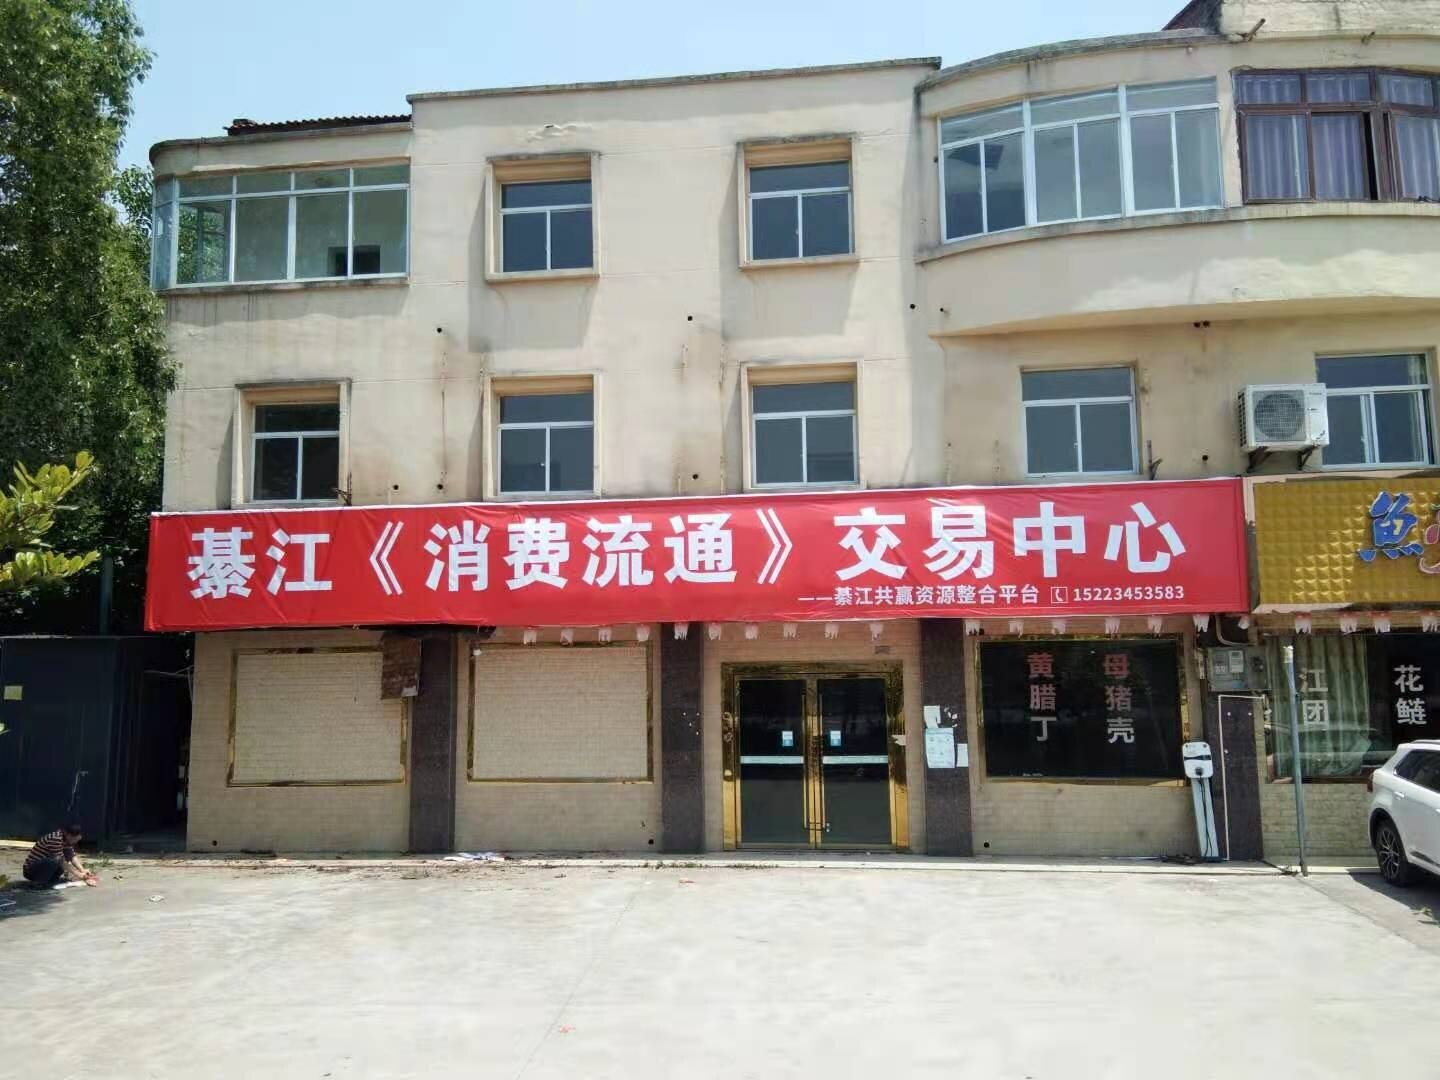 綦江《消费流通》交易中心
——綦江共赢资源整合平台 15223453583
魚
黄腊丁
母猪壳
江团
花鲢